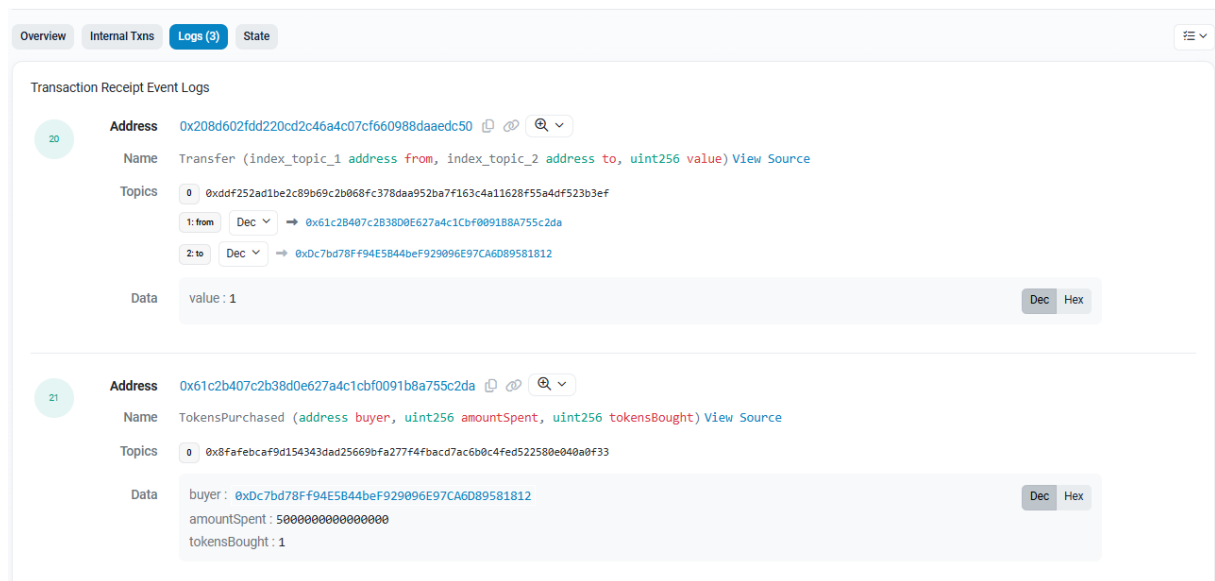 Overview Internal Txns Logs (3) State
Transaction Receipt Event Logs
20 Address 0x208d602fdd220cd2c46a4c07cf660988daaedc50
Name Transfer (index_topic_1 address from, index_topic_2 address to, uint256 value) View Source
Topics 0 0xddf252ad1be2c89b69c2b068fc378daa952ba7f163c4a11628f55a4df523b3ef
1: from Dec 0x61c2B407c2B38D0E627a4c1Cbf0091B8A755c2da
2: to Dec 0xDc7bd78Ff94E5B44beF929096E97CA6D89581812
Data value : 1 Dec Hex
21 Address 0x61c2b407c2b38d0e627a4c1cbf0091b8a755c2da
Name TokensPurchased (address buyer, uint256 amountSpent, uint256 tokensBought) View Source
Topics 0 0x8fafebcaf9d154343dad25669bfa277f4fbacd7ac6b0c4fed522580e040a0f33
Data buyer : 0xDc7bd78Ff94E5B44beF929096E97CA6D89581812 Dec Hex
amountSpent : 5000000000000000
tokensBought : 1